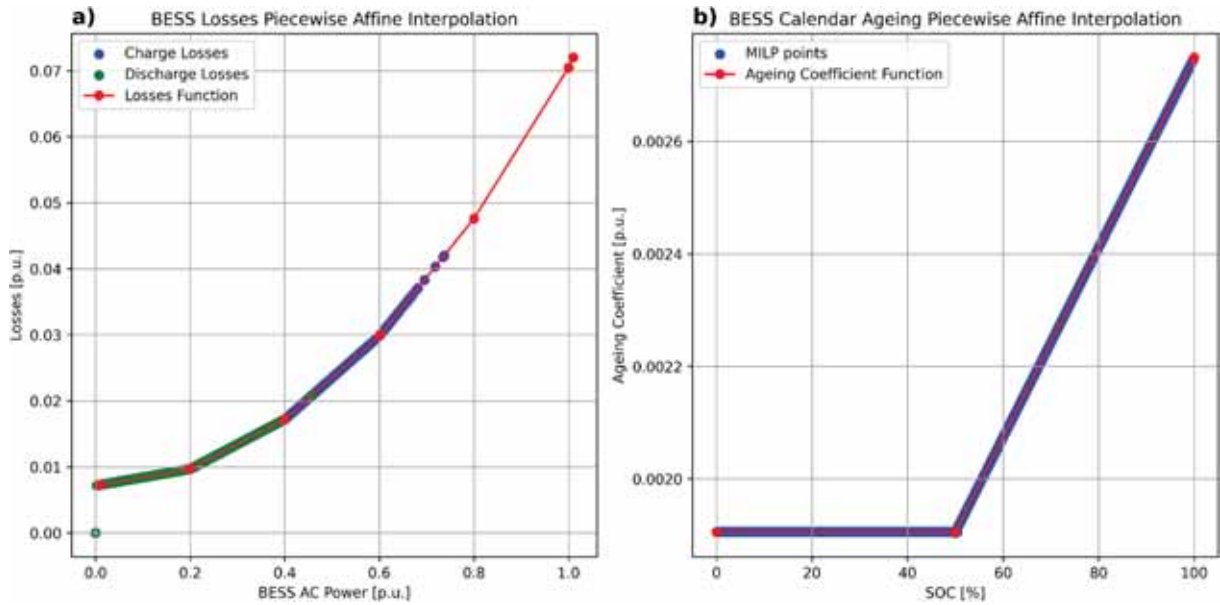 a) BESS Losses Piecewise Affine Interpolation
Charge Losses
Discharge Losses
Losses Function
0.07
0.06
0.05
0.04
0.03
0.02
0.01
0.00
Losses [p.u.]
0.0 0.2 0.4 0.6 0.8 1.0
BESS AC Power [p.u.]
b) BESS Calendar Ageing Piecewise Affine Interpolation
MILP points
Ageing Coefficient Function
0.0026
0.0024
0.0022
0.0020
Ageing Coefficient [p.u.]
0 20 40 60 80 100
SOC [%]